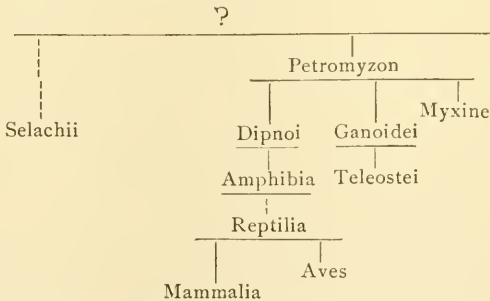 ?
Petromyzon
Selachii
Dipnoi Ganoidei Myxine
Amphibia Teleostei
Reptilia
Mammalia Aves